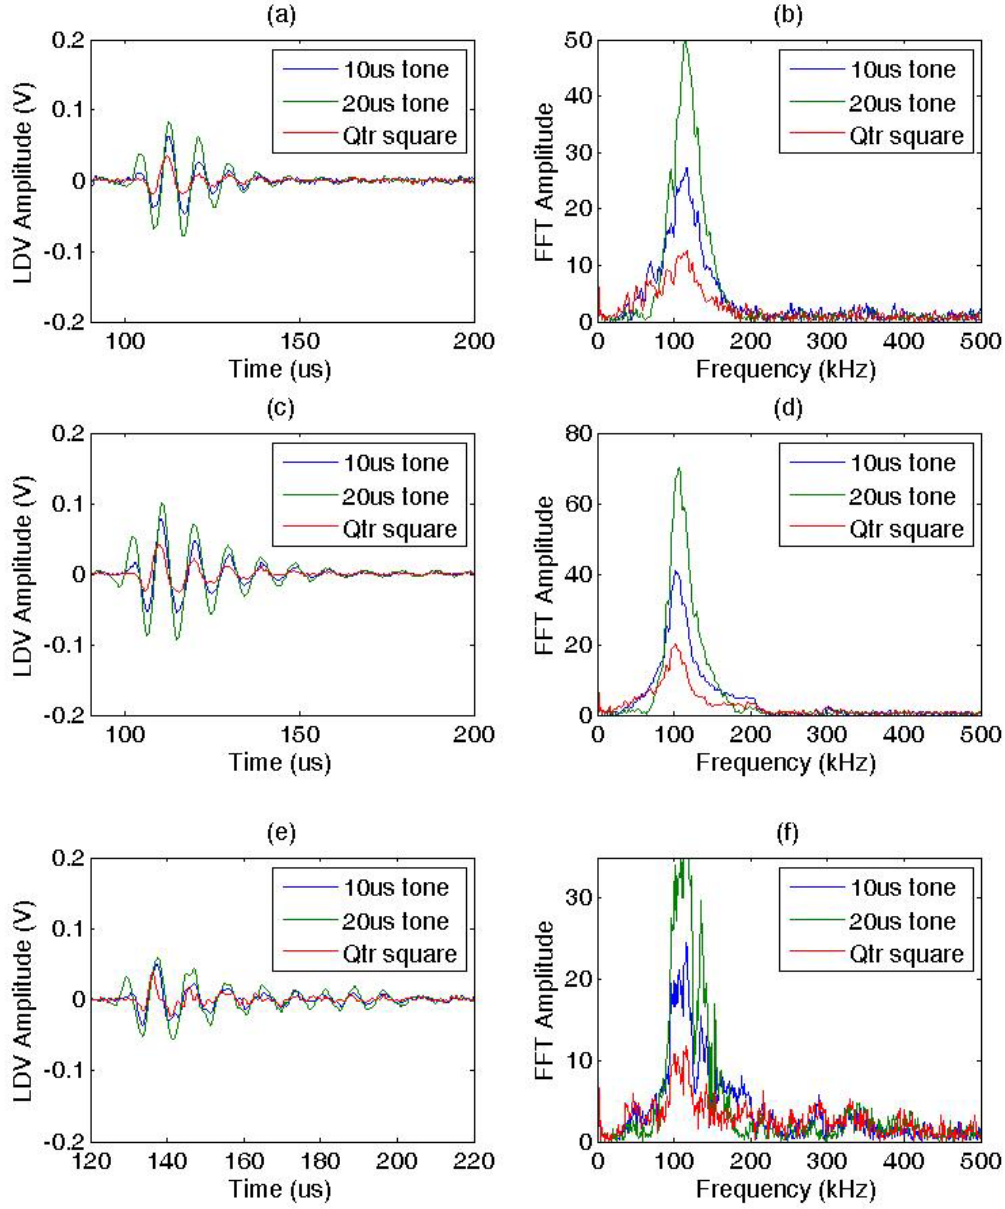 (a)
0.2
0.1
0
-0.1
-0.2
LDV Amplitude (V)
10us tone
20us tone
Qtr square
100
150
200
Time (us)
(b)
50
40
30
20
10
0
FFT Amplitude
10us tone
20us tone
Qtr square
0
100
200
300
400
500
Frequency (kHz)
(c)
0.2
0.1
0
-0.1
-0.2
LDV Amplitude (V)
10us tone
20us tone
Qtr square
100
150
200
Time (us)
(d)
80
60
40
20
0
FFT Amplitude
10us tone
20us tone
Qtr square
0
100
200
300
400
500
Frequency (kHz)
(e)
0.2
0.1
0
-0.1
-0.2
LDV Amplitude (V)
10us tone
20us tone
Qtr square
120
140
160
180
200
220
Time (us)
(f)
30
20
10
0
FFT Amplitude
10us tone
20us tone
Qtr square
0
100
200
300
400
500
Frequency (kHz)